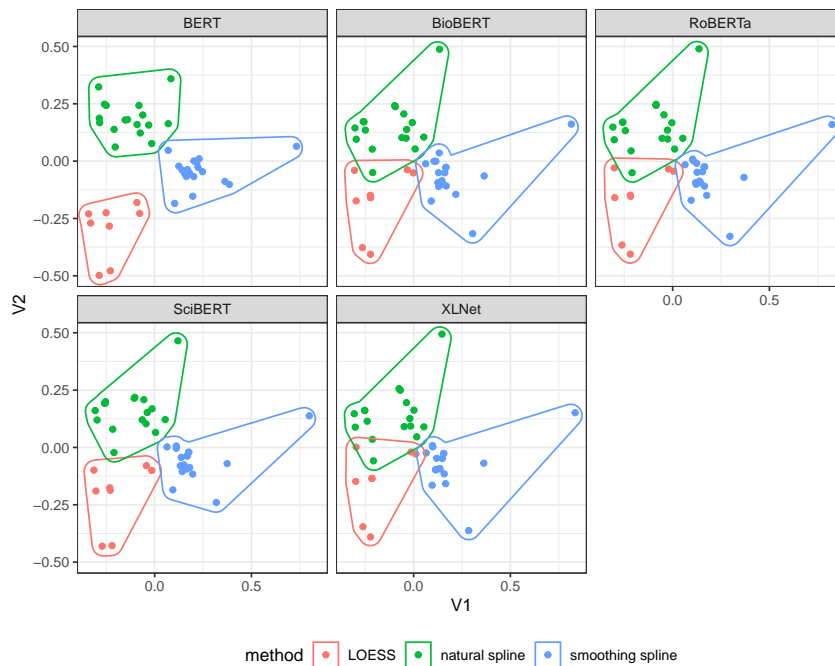 BERT BioBERT RoBERTa
0.50
0.25
0.00
−0.25
−0.50
0.0 0.5
SciBERT XLNet
0.50
0.25
0.00
−0.25
−0.50
0.0 0.5 0.0 0.5
V2
V1
method LOESS natural spline smoothing spline